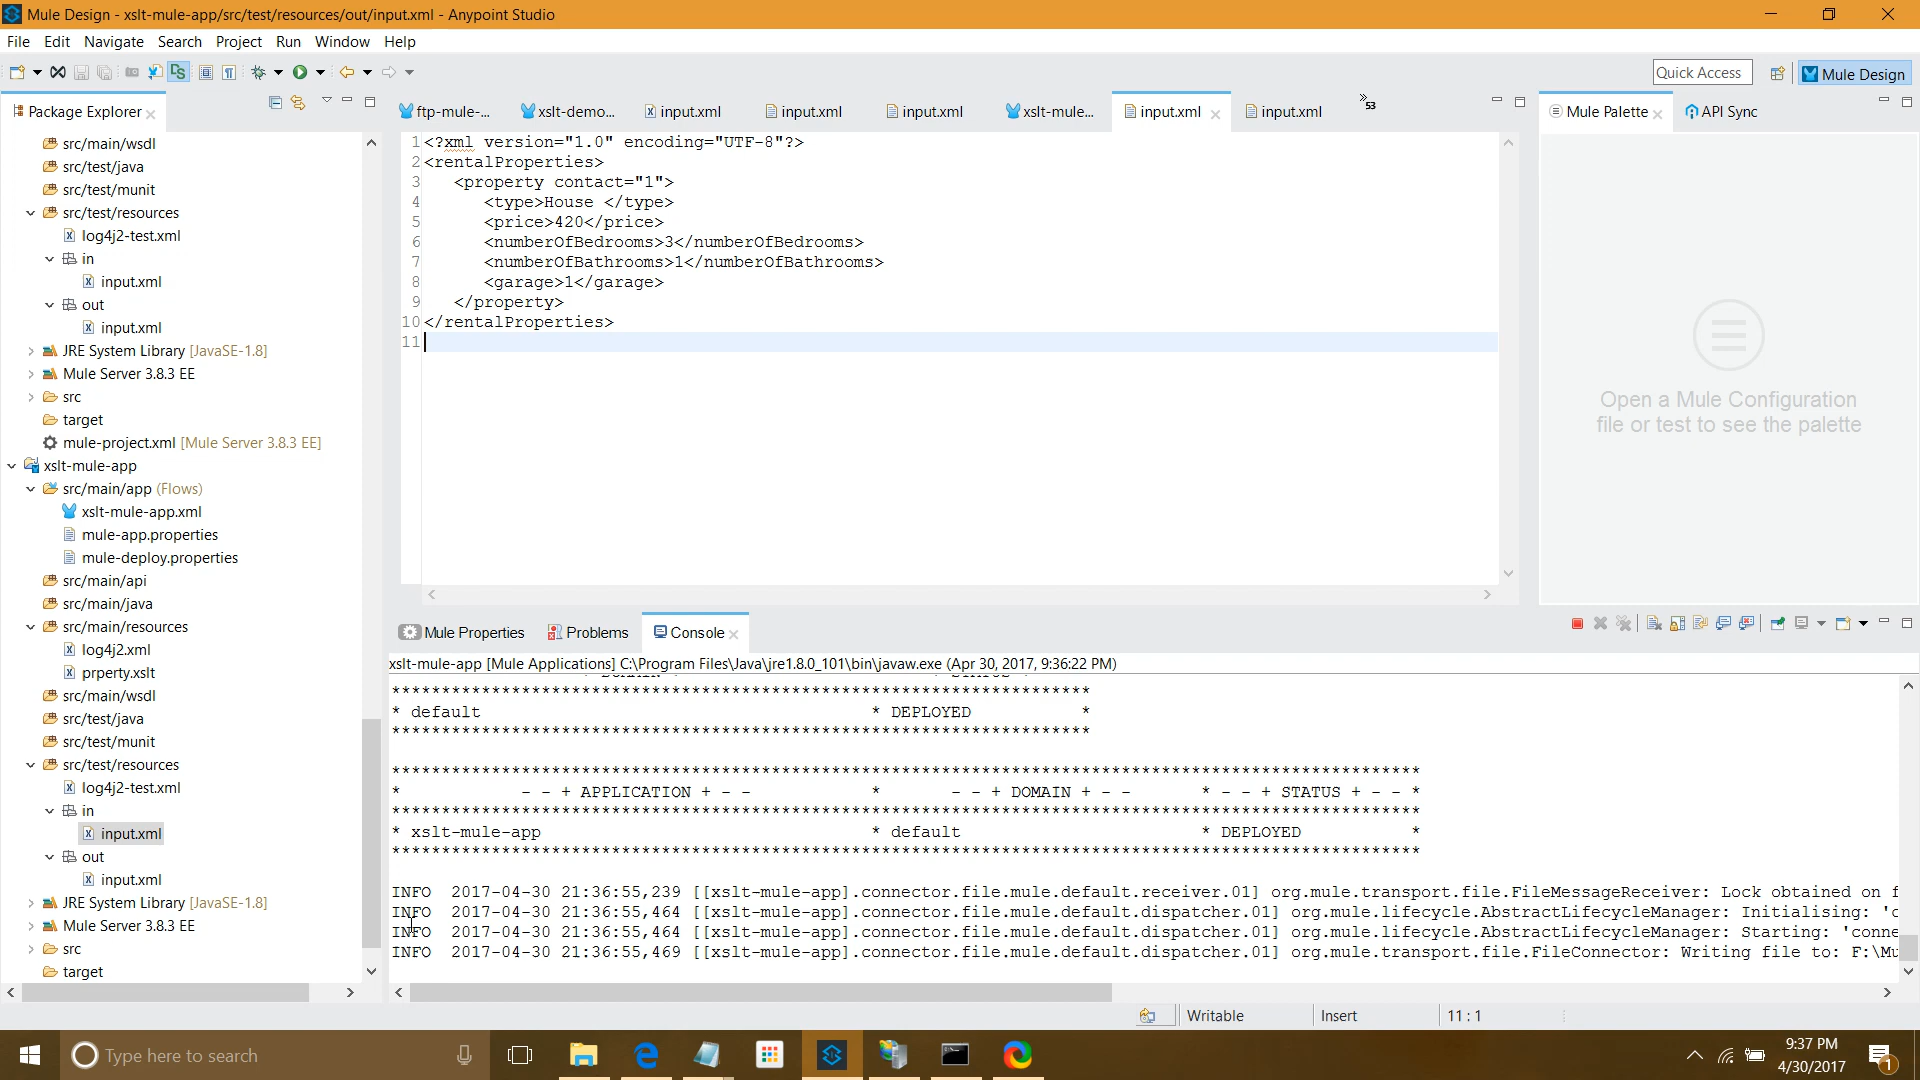 Mule Design - xslt-mule-app/src/test/resources/out/input.xml - Anypoint Studio
File Edit Navigate Search Project Run Window Help
Quick Access
Mule Design
Package Explorer
ftp-mule-...
xslt-demo...
input.xml
input.xml
input.xml
xslt-mule...
input.xml
input.xml
53
Mule Palette
API Sync
src/main/wsdl
src/test/java
src/test/munit
src/test/resources
log4j2-test.xml
in
input.xml
out
input.xml
JRE System Library [JavaSE-1.8]
Mule Server 3.8.3 EE
src
target
mule-project.xml [Mule Server 3.8.3 EE]
xslt-mule-app
src/main/app (Flows)
xslt-mule-app.xml
mule-app.properties
mule-deploy.properties
src/main/api
src/main/java
src/main/resources
log4j2.xml
prperty.xslt
src/main/wsdl
src/test/java
src/test/munit
src/test/resources
log4j2-test.xml
in
input.xml
out
input.xml
JRE System Library [JavaSE-1.8]
Mule Server 3.8.3 EE
src
target
1 <?xml version="1.0" encoding="UTF-8"?>
2 <rentalProperties>
3 <property contact="1">
4 <type>House </type>
5 <price>420</price>
6 <numberOfBedrooms>3</numberOfBedrooms>
7 <numberOfBathrooms>1</numberOfBathrooms>
8 <garage>1</garage>
9 </property>
10 </rentalProperties>
11
Open a Mule Configuration
file or test to see the palette
Mule Properties
Problems
Console
xslt-mule-app [Mule Applications] C:\Program Files\Java\jre1.8.0_101\bin\javaw.exe (Apr 30, 2017, 9:36:22 PM)
**********************************************************************
* default * DEPLOYED *
**********************************************************************
*******************************************************************************************************
* - - + APPLICATION + - - * - - + DOMAIN + - - * - - + STATUS + - - *
*******************************************************************************************************
* xslt-mule-app * default * DEPLOYED *
*******************************************************************************************************
INFO 2017-04-30 21:36:55,239 [[xslt-mule-app].connector.file.mule.default.receiver.01] org.mule.transport.file.FileMessageReceiver: Lock obtained on f
INFO 2017-04-30 21:36:55,464 [[xslt-mule-app].connector.file.mule.default.dispatcher.01] org.mule.lifecycle.AbstractLifecycleManager: Initialising: 'c
INFO 2017-04-30 21:36:55,464 [[xslt-mule-app].connector.file.mule.default.dispatcher.01] org.mule.lifecycle.AbstractLifecycleManager: Starting: 'conne
INFO 2017-04-30 21:36:55,469 [[xslt-mule-app].connector.file.mule.default.dispatcher.01] org.mule.transport.file.FileConnector: Writing file to: F:\Mu
Writable
Insert
11 : 1
Type here to search
9:37 PM
4/30/2017
1